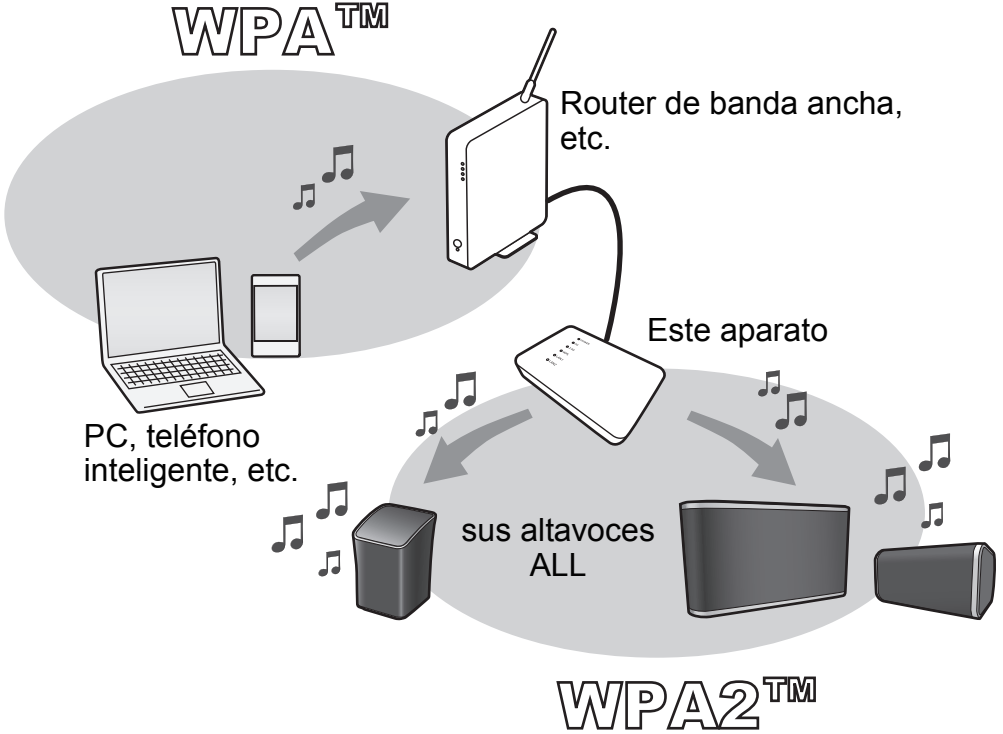 WPA™
Router de banda ancha,
etc.
Este aparato
PC, teléfono
inteligente, etc.
sus altavoces
ALL
WPA2™